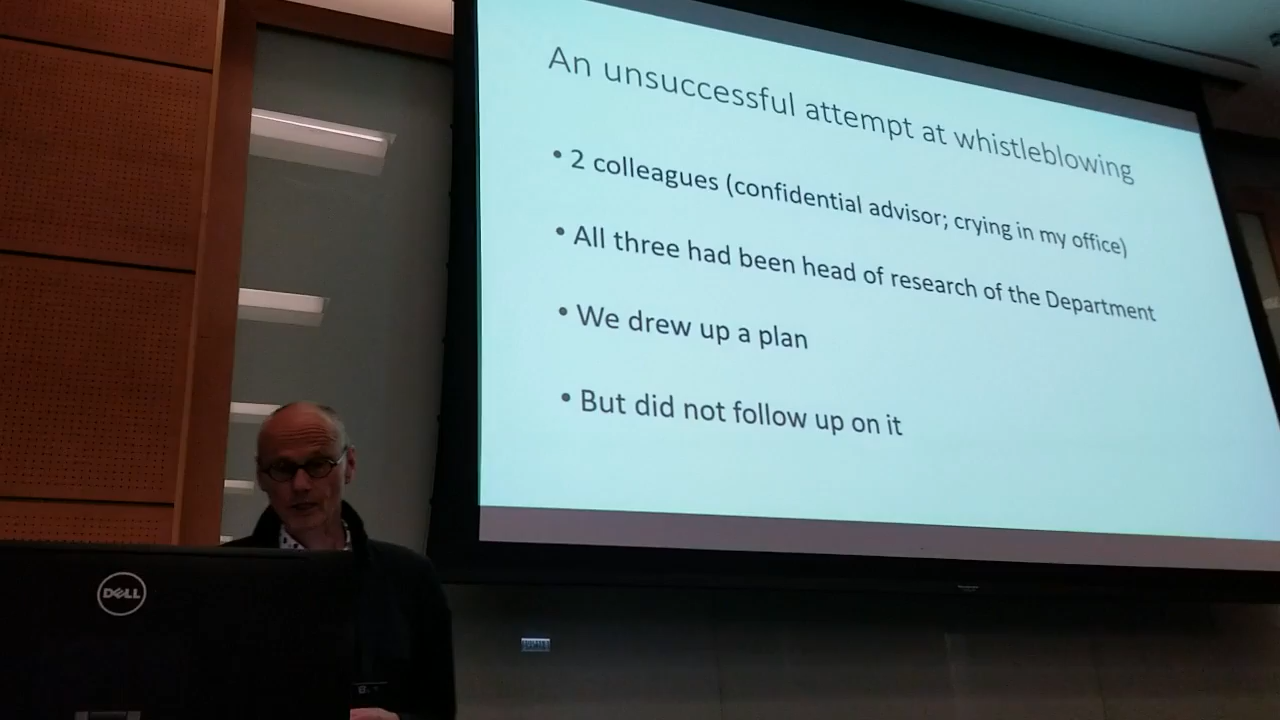 An unsuccessful attempt at whistleblowing
• 2 colleagues (confidential advisor; crying in my office)
• All three had been head of research of the Department
• We drew up a plan
• But did not follow up on it
DELL